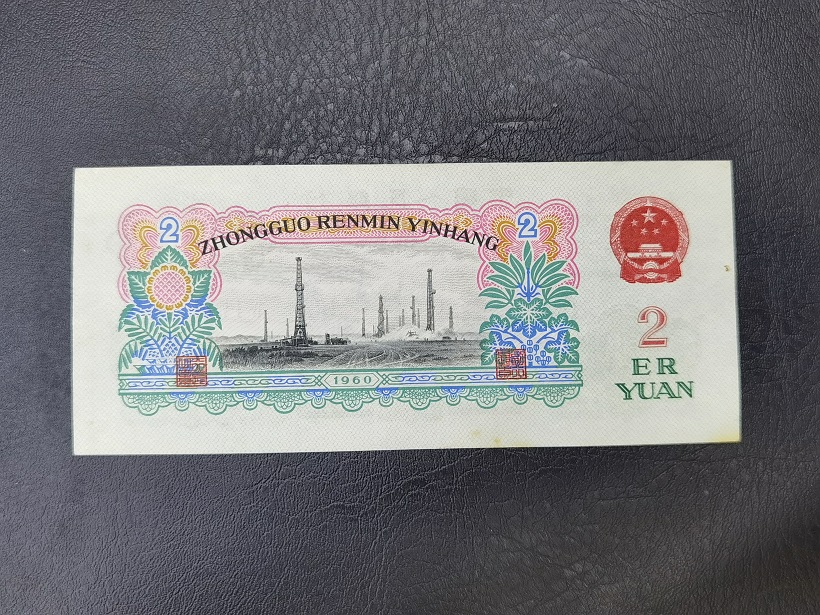 2
ZHONGGUO RENMIN YINHANG
2
1960
2
ER
YUAN